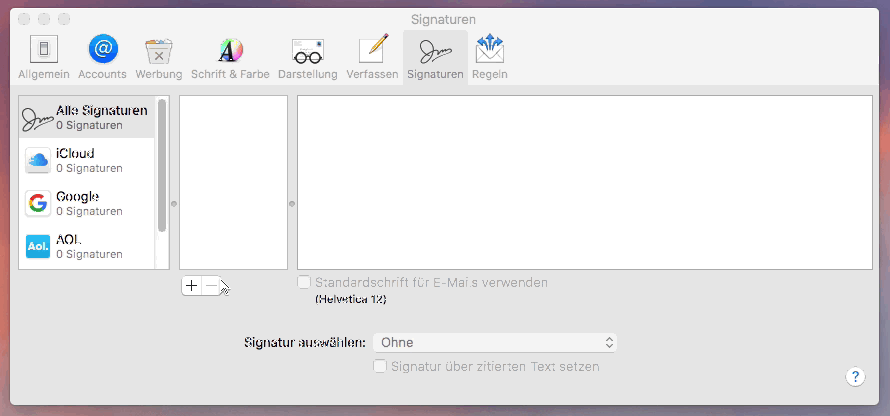 Signaturen
Allgemein Accounts Werbung Schrift & Farbe Darstellung Verfassen Signaturen Regeln
Alle Signaturen
0 Signaturen
iCloud
0 Signaturen
Google
0 Signaturen
AOL
0 Signaturen
Aol.
Standardschrift für E-Mails verwenden
(Helvetica 12)
Signatur auswählen: Ohne
Signatur über zitierten Text setzen
?